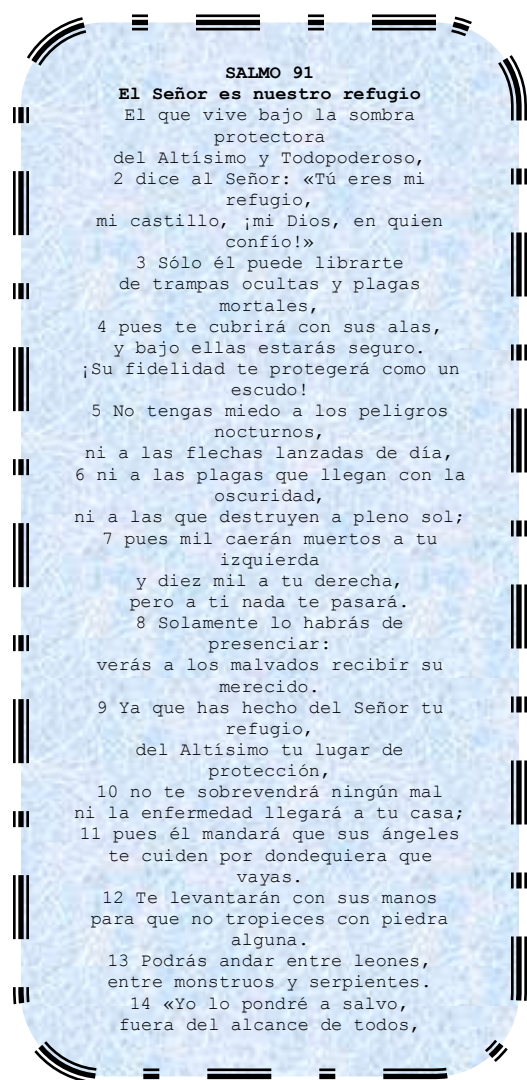 SALMO 91
El Señor es nuestro refugio
El que vive bajo la sombra
protectora
del Altísimo y Todopoderoso,
2 dice al Señor: «Tú eres mi
refugio,
mi castillo, ¡mi Dios, en quien
confío!»
3 Sólo él puede librarte
de trampas ocultas y plagas
mortales,
4 pues te cubrirá con sus alas,
y bajo ellas estarás seguro.
¡Su fidelidad te protegerá como un
escudo!
5 No tengas miedo a los peligros
nocturnos,
ni a las flechas lanzadas de día,
6 ni a las plagas que llegan con la
oscuridad,
ni a las que destruyen a pleno sol;
7 pues mil caerán muertos a tu
izquierda
y diez mil a tu derecha,
pero a ti nada te pasará.
8 Solamente lo habrás de
presenciar:
verás a los malvados recibir su
merecido.
9 Ya que has hecho del Señor tu
refugio,
del Altísimo tu lugar de
protección,
10 no te sobrevendrá ningún mal
ni la enfermedad llegará a tu casa;
11 pues él mandará que sus ángeles
te cuiden por dondequiera que
vayas.
12 Te levantarán con sus manos
para que no tropieces con piedra
alguna.
13 Podrás andar entre leones,
entre monstruos y serpientes.
14 «Yo lo pondré a salvo,
fuera del alcance de todos,